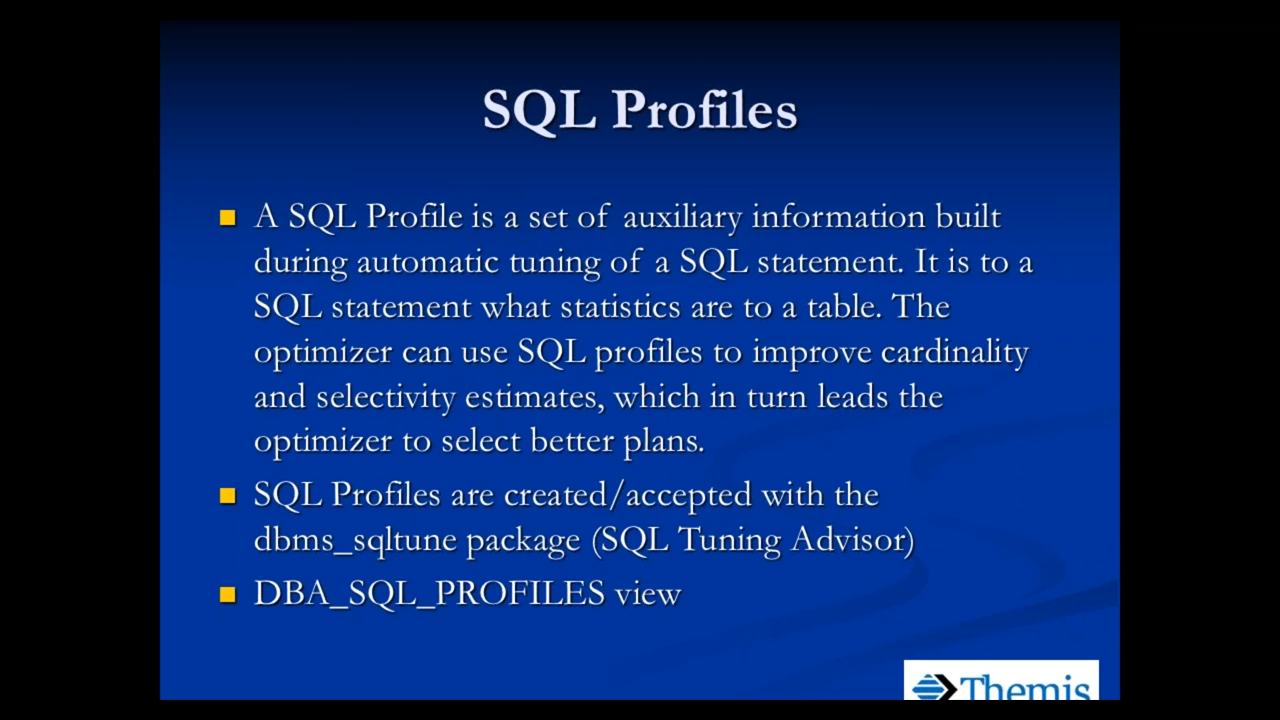 SQL Profiles
A SQL Profile is a set of auxiliary information built
during automatic tuning of a SQL statement. It is to a
SQL statement what statistics are to a table. The
optimizer can use SQL profiles to improve cardinality
and selectivity estimates, which in turn leads the
optimizer to select better plans.
SQL Profiles are created/accepted with the
dbms_sqltune package (SQL Tuning Advisor)
DBA_SQL_PROFILES view
Themis